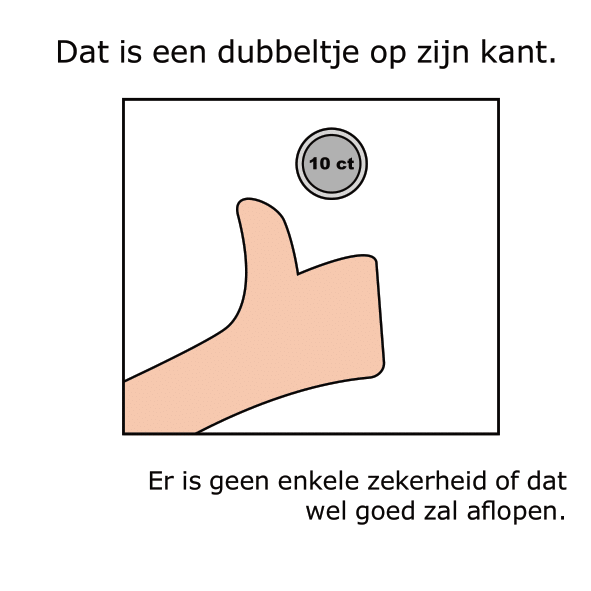 Dat is een dubbeltje op zijn kant.
10 ct
Er is geen enkele zekerheid of dat
wel goed zal aflopen.